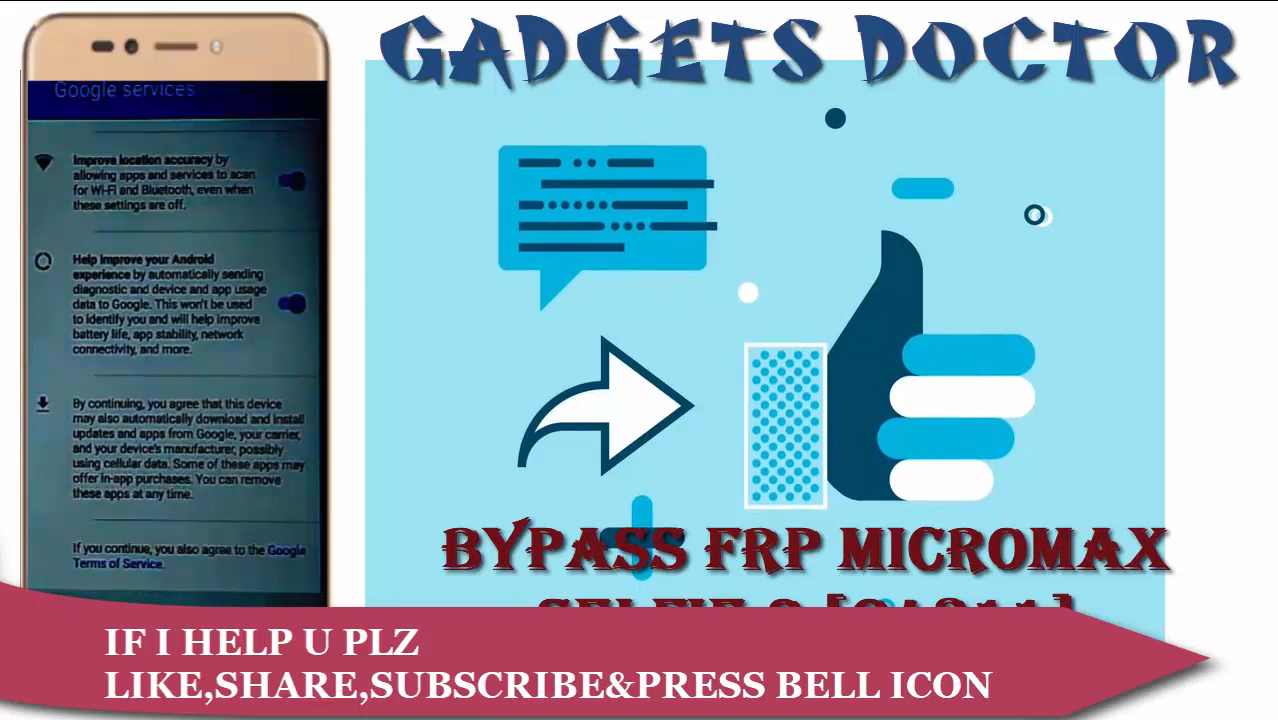 GADGETS DOCTOR
Google services
Improve location accuracy by
allowing apps and services to scan
for Wi-Fi and Bluetooth, even when
these settings are off.
Help improve your Android
experience by automatically sending
diagnostic and device and app usage
data to Google. This won't be used
to identify you and will help improve
battery life, app stability, network
connectivity, and more.
By continuing, you agree that this device
may also automatically download and install
updates and apps from Google, your carrier,
and your device's manufacturer, possibly
using cellular data. Some of these apps may
offer in-app purchases. You can remove
these apps at any time.
If you continue, you also agree to the Google
Terms of Service.
BYPASS FRP MICROMAX
IF I HELP U PLZ
LIKE,SHARE,SUBSCRIBE&PRESS BELL ICON